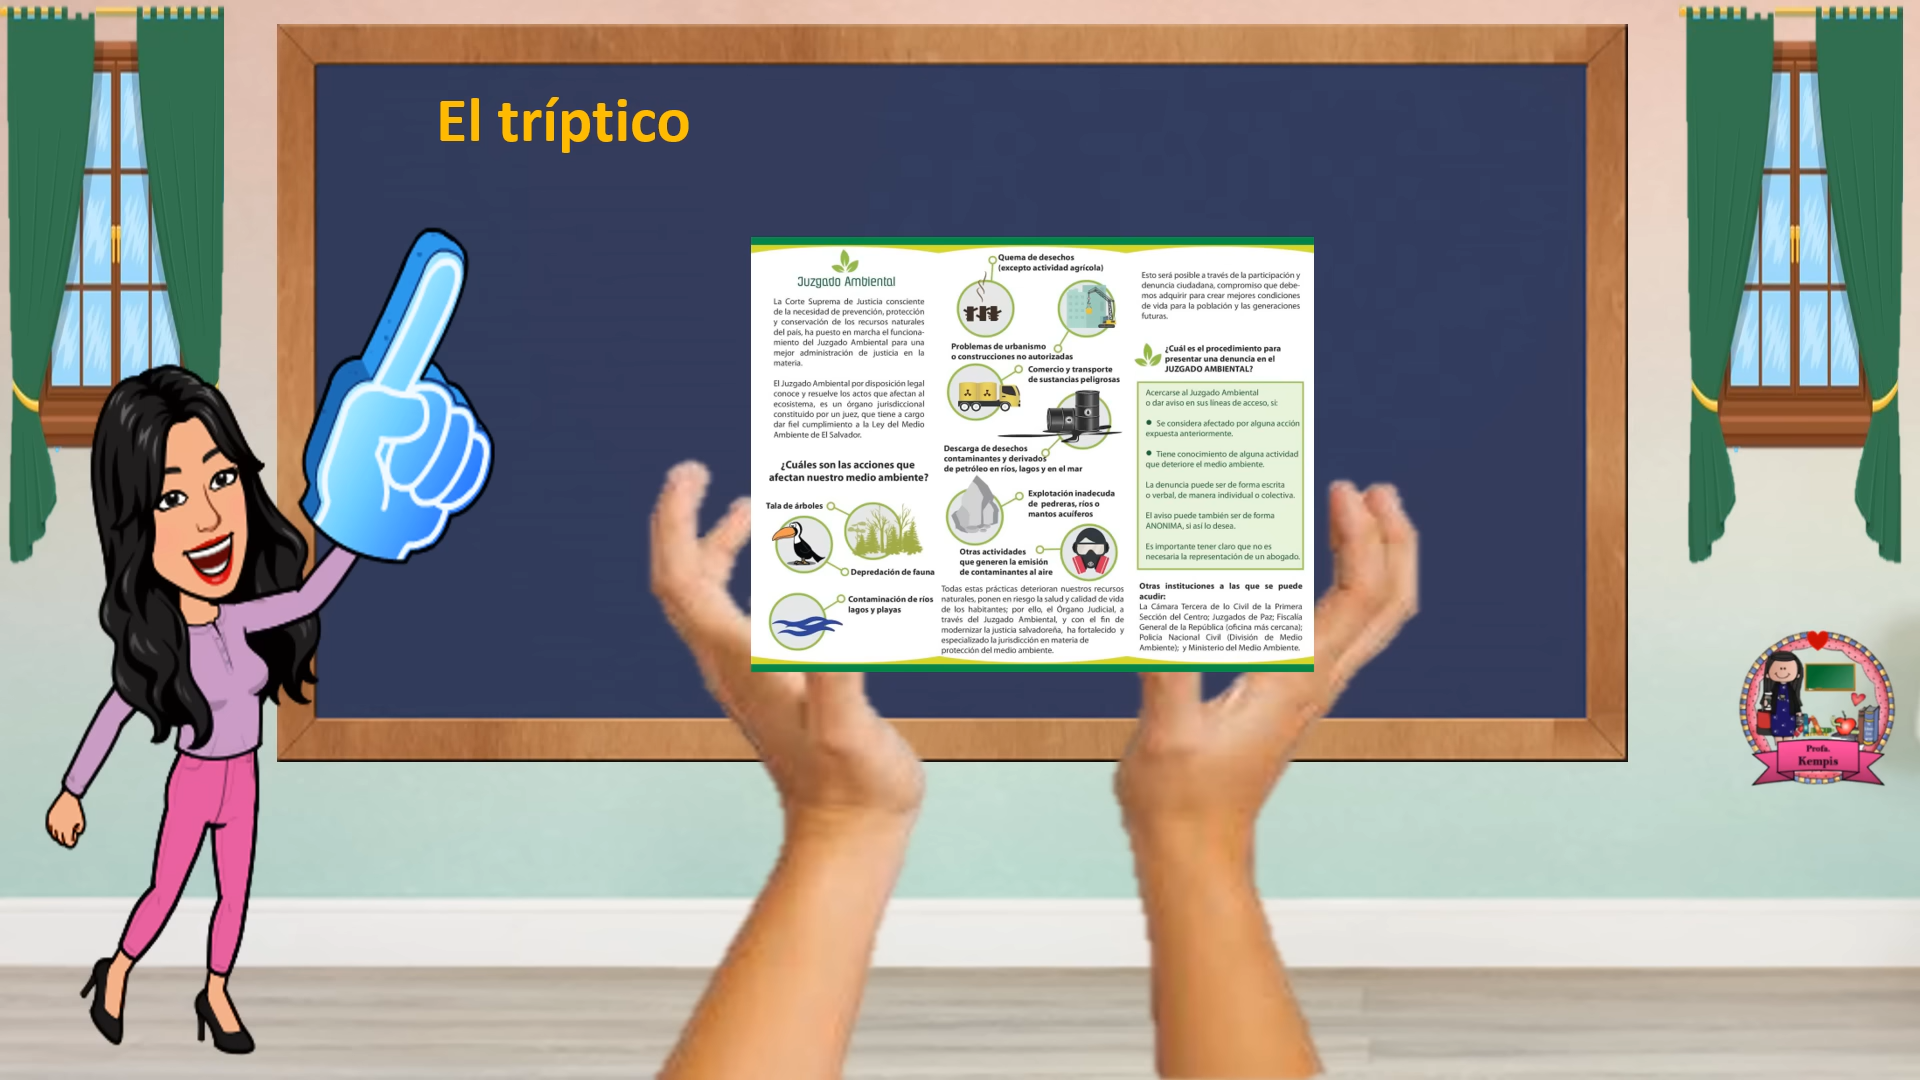 El tríptico
Juzgado Ambiental
La Corte Suprema de Justicia consciente
de la necesidad de prevención, protección
y conservación de los recursos naturales
del país, ha puesto en marcha el funciona-
miento del Juzgado Ambiental para una
mejor administración de justicia en la
materia.
El Juzgado Ambiental por disposición legal
conoce y resuelve los actos que afectan al
ecosistema, es un órgano jurisdiccional
constituido por un juez, que tiene a cargo
dar fiel cumplimiento a la Ley del Medio
Ambiente de El Salvador.
¿Cuáles son las acciones que
afectan nuestro medio ambiente?
Tala de árboles
Depredación de fauna
Contaminación de ríos
lagos y playas
Quema de desechos
(excepto actividad agrícola)
Problemas de urbanismo
o construcciones no autorizadas
Comercio y transporte
de sustancias peligrosas
Descarga de desechos
contaminantes y derivados
de petróleo en ríos, lagos y en el mar
Explotación inadecuda
de pedreras, ríos o
mantos acuíferos
Otras actividades
que generen la emisión
de contaminantes al aire
Todas estas prácticas deterioran nuestros recursos
naturales, ponen en riesgo la salud y calidad de vida
de los habitantes; por ello, el Órgano Judicial, a
través del Juzgado Ambiental, y con el fin de
modernizar la justicia salvadoreña, ha fortalecido y
especializado la jurisdicción en materia de
protección del medio ambiente.
Esto será posible a través de la participación y
denuncia ciudadana, compromiso que debe-
mos adquirir para crear mejores condiciones
de vida para la población y las generaciones
futuras.
¿Cuál es el procedimiento para
presentar una denuncia en el
JUZGADO AMBIENTAL?
Acercarse al Juzgado Ambiental
o dar aviso en sus líneas de acceso, si:
• Se considera afectado por alguna acción
expuesta anteriormente.
• Tiene conocimiento de alguna actividad
que deteriore el medio ambiente.
La denuncia puede ser de forma escrita
o verbal, de manera individual o colectiva.
El aviso puede también ser de forma
ANONIMA, si así lo desea.
Es importante tener claro que no es
necesaria la representación de un abogado.
Otras instituciones a las que se puede
acudir:
La Cámara Tercera de lo Civil de la Primera
Sección del Centro; Juzgados de Paz; Fiscalía
General de la República (oficina más cercana);
Policía Nacional Civil (División de Medio
Ambiente); y Ministerio del Medio Ambiente.
Profa.
Kempis